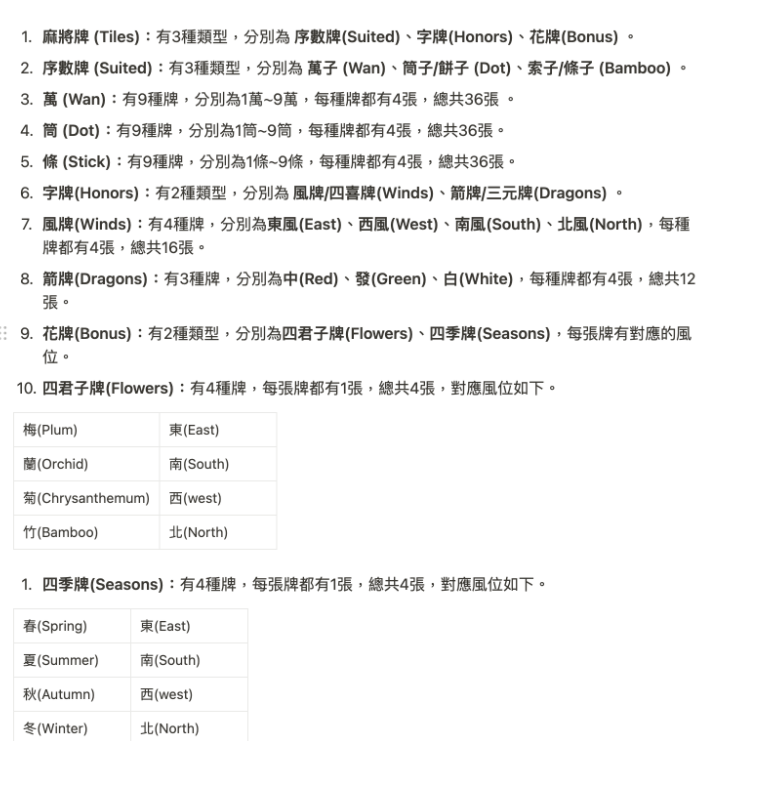 1. 麻將牌 (Tiles)：有3種類型，分別為 序數牌(Suited)、字牌(Honors)、花牌(Bonus) 。
2. 序數牌 (Suited)：有3種類型，分別為 萬子 (Wan)、筒子/餅子 (Dot)、索子/條子 (Bamboo) 。
3. 萬 (Wan)：有9種牌，分別為1萬~9萬，每種牌都有4張，總共36張 。
4. 筒 (Dot)：有9種牌，分別為1筒~9筒，每種牌都有4張，總共36張。
5. 條 (Stick)：有9種牌，分別為1條~9條，每種牌都有4張，總共36張。
6. 字牌(Honors)：有2種類型，分別為 風牌/四喜牌(Winds)、箭牌/三元牌(Dragons) 。
7. 風牌(Winds)：有4種牌，分別為東風(East)、西風(West)、南風(South)、北風(North)，每種
牌都有4張，總共16張。
8. 箭牌(Dragons)：有3種牌，分別為中(Red)、發(Green)、白(White)，每種牌都有4張，總共12
張。
9. 花牌(Bonus)：有2種類型，分別為四君子牌(Flowers)、四季牌(Seasons)，每張牌有對應的風
位。
10. 四君子牌(Flowers)：有4種牌，每張牌都有1張，總共4張，對應風位如下。
梅(Plum) 東(East)
蘭(Orchid) 南(South)
菊(Chrysanthemum) 西(west)
竹(Bamboo) 北(North)
1. 四季牌(Seasons)：有4種牌，每張牌都有1張，總共4張，對應風位如下。
春(Spring) 東(East)
夏(Summer) 南(South)
秋(Autumn) 西(west)
冬(Winter) 北(North)